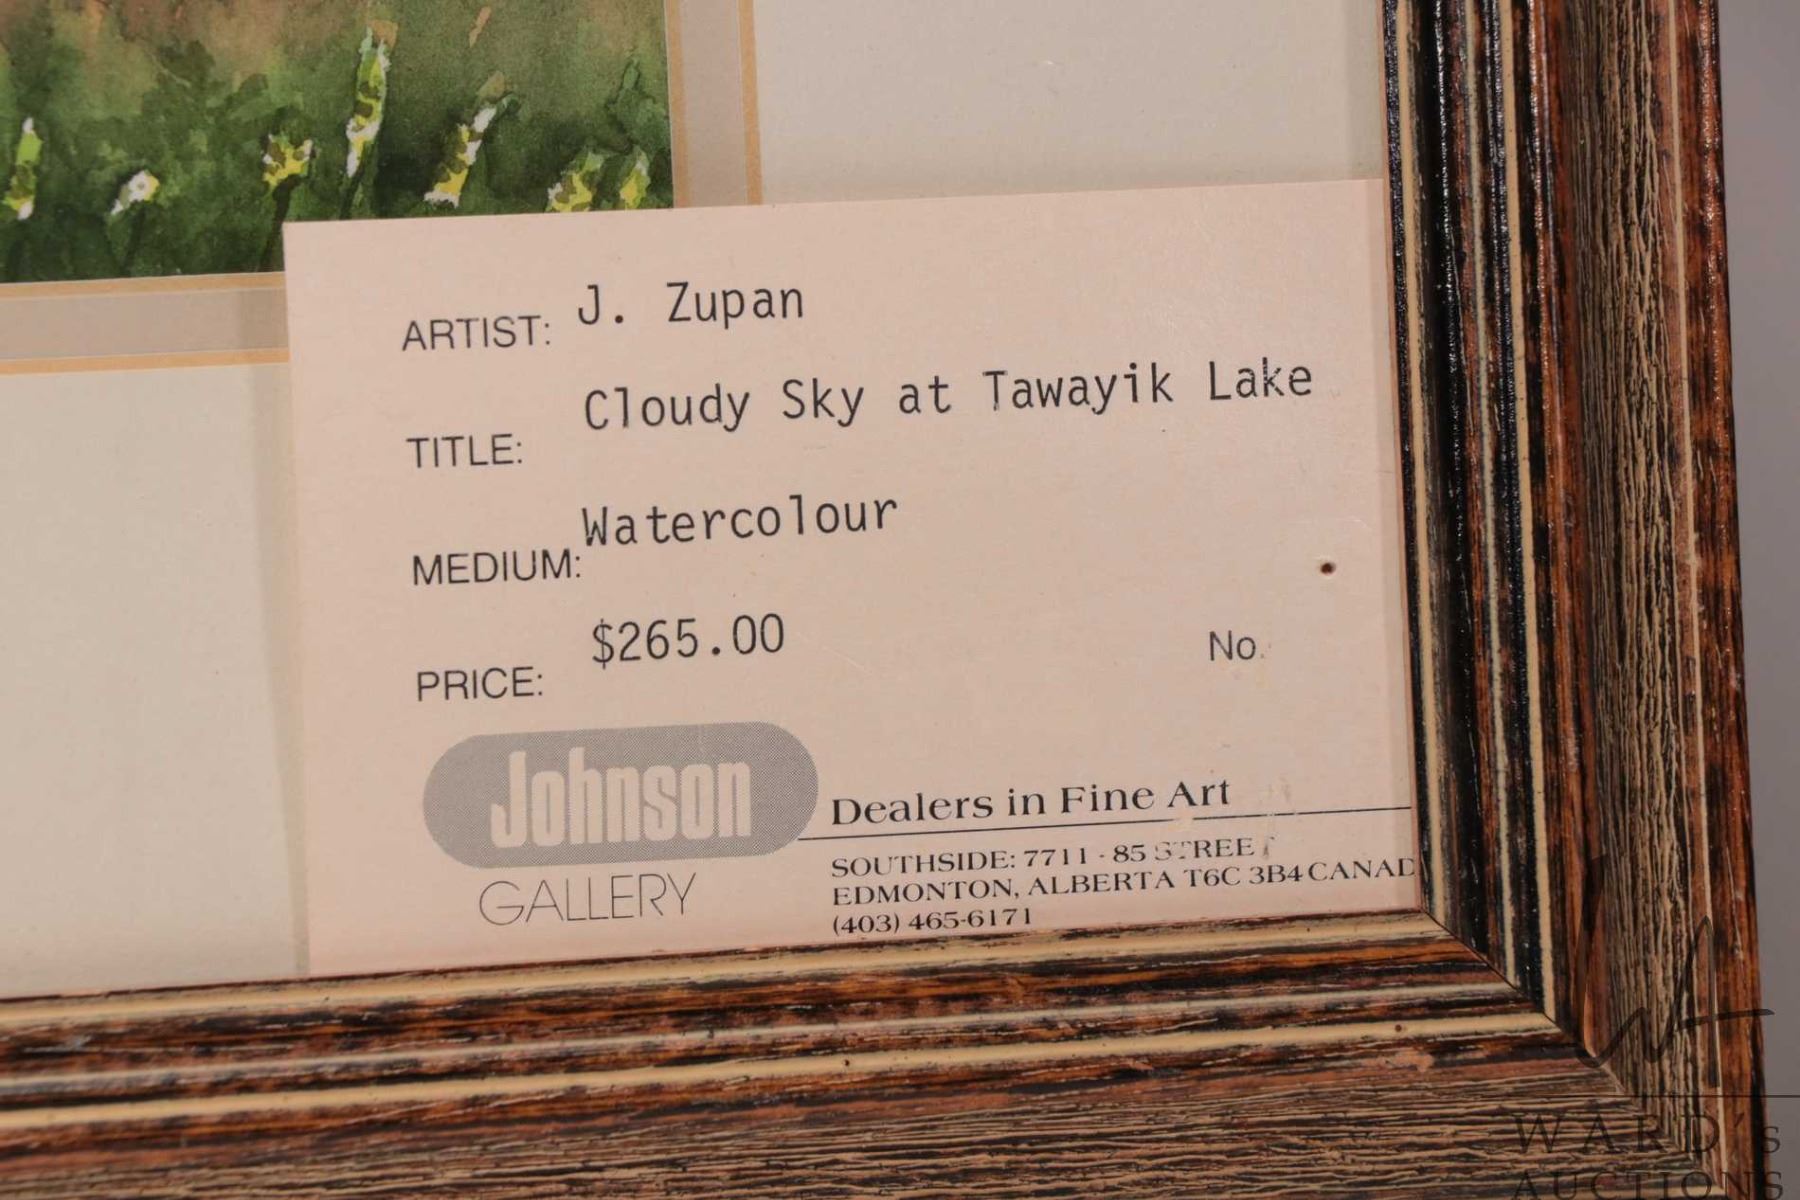 ARTIST: J. Zupan
TITLE: Cloudy Sky at Tawayik Lake
MEDIUM: Watercolour
PRICE: $265.00
No.
Johnson
GALLERY
Dealers in Fine Art
SOUTHSIDE: 7711 - 85 STREET
EDMONTON, ALBERTA T6C 3B4 CANAD
(403) 465-6171
WARD's
AUCTIONS